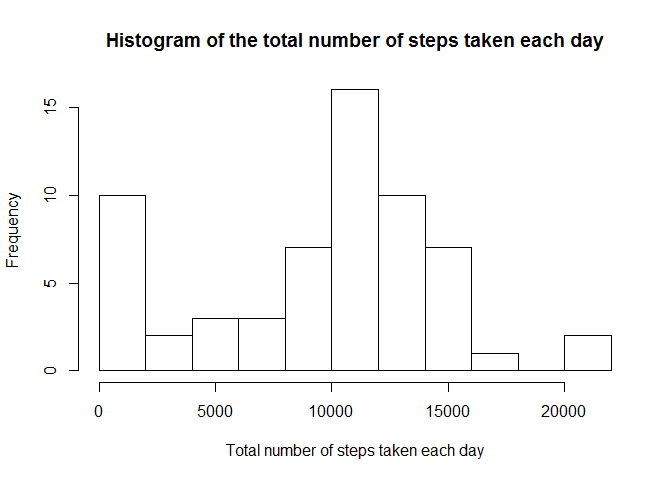 Histogram of the total number of steps taken each day
Frequency
15
10
5
0
0 5000 10000 15000 20000
Total number of steps taken each day